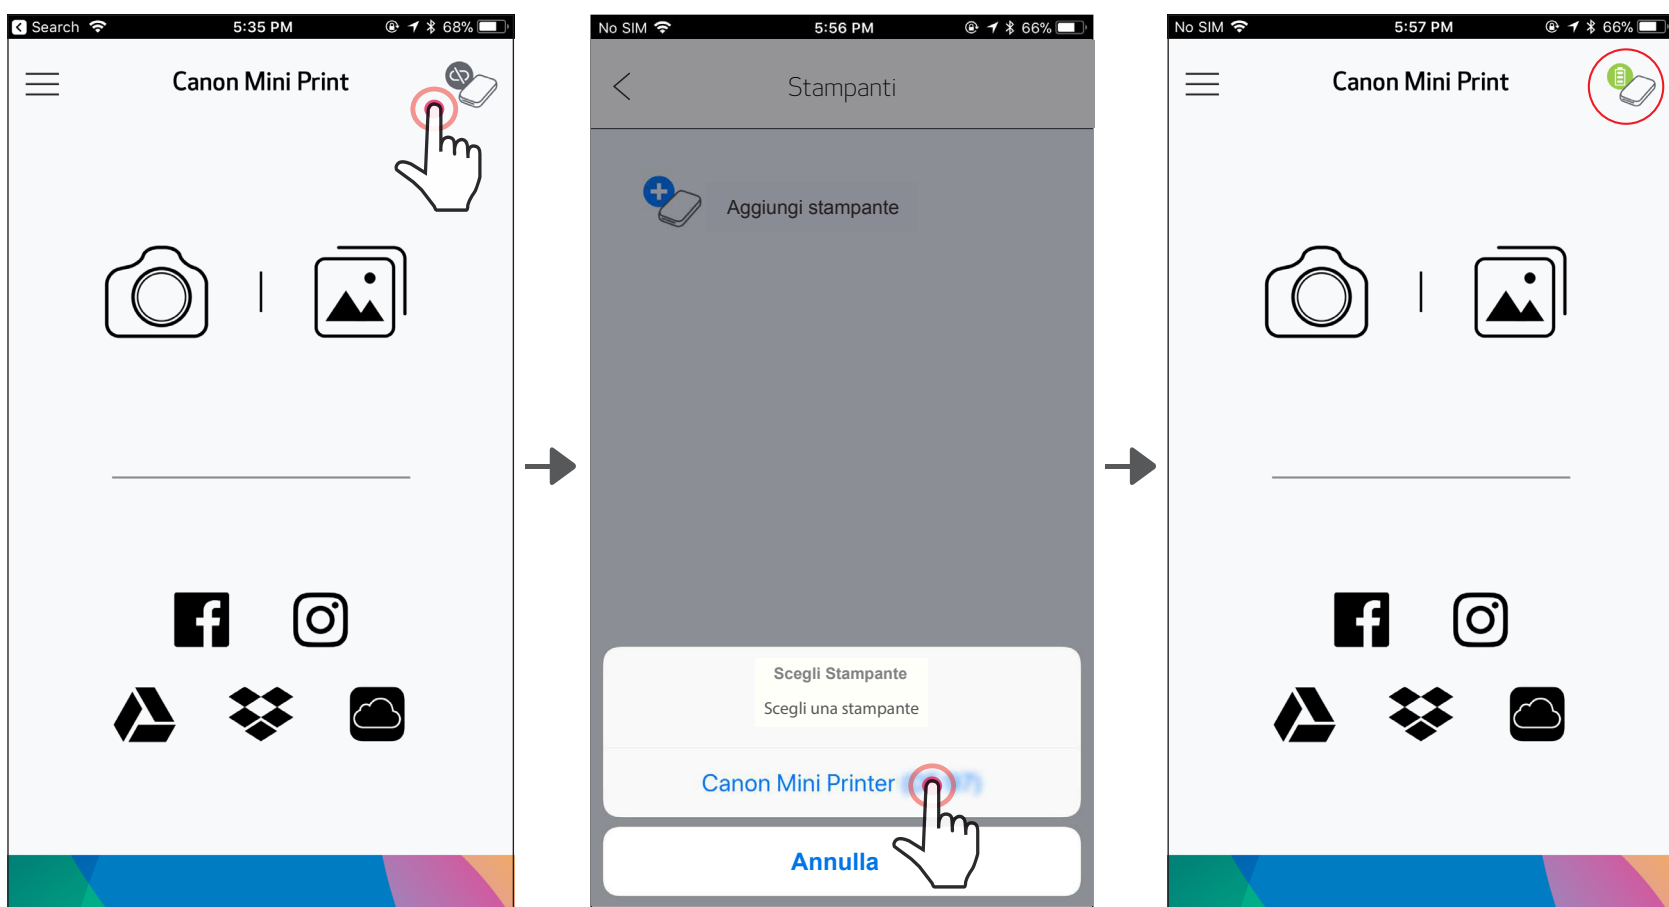 Search 5:35 PM 68%
Canon Mini Print
No SIM 5:56 PM 66%
Stampanti
Aggiungi stampante
Scegli Stampante
Scegli una stampante
Canon Mini Printer
Annulla
No SIM 5:57 PM 66%
Canon Mini Print